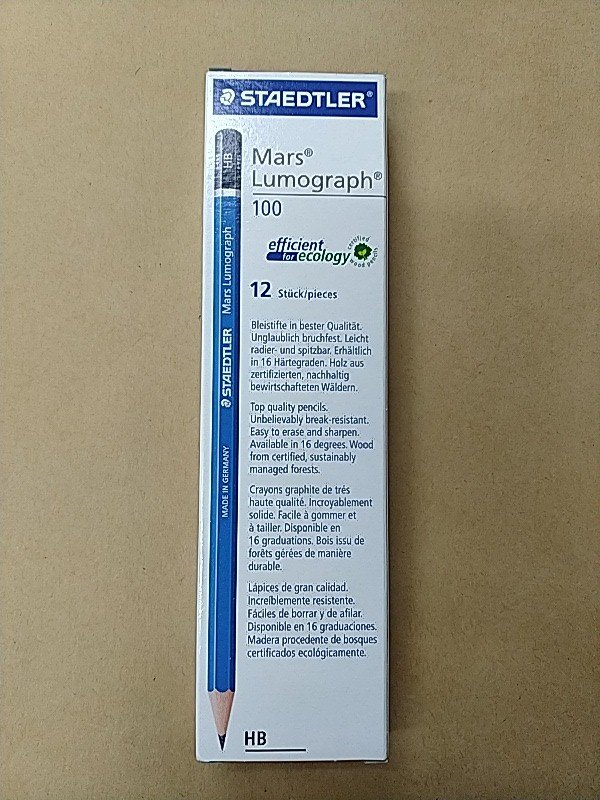 STAEDTLER®
HB
Mars Lumograph®
STAEDTLER
MADE IN GERMANY
Mars®
Lumograph®
100
efficient
for ecology
certified
wood pencils
12 Stück/pieces
Bleistifte in bester Qualität.
Unglaublich bruchfest. Leicht
radier- und spitzbar. Erhältlich
in 16 Härtegraden. Holz aus
zertifizierten, nachhaltig
bewirtschafteten Wäldern.
Top quality pencils.
Unbelievably break-resistant.
Easy to erase and sharpen.
Available in 16 degrees. Wood
from certified, sustainably
managed forests.
Crayons graphite de trés
haute qualité. Incroyablement
solide. Facile à gommer et
à tailler. Disponible en
16 graduations. Bois issu de
forêts gérées de manière
durable.
Lápices de gran calidad.
Increíblemente resistente.
Fáciles de borrar y de afilar.
Disponible en 16 graduaciones.
Madera procedente de bosques
certificados ecológicamente.
HB